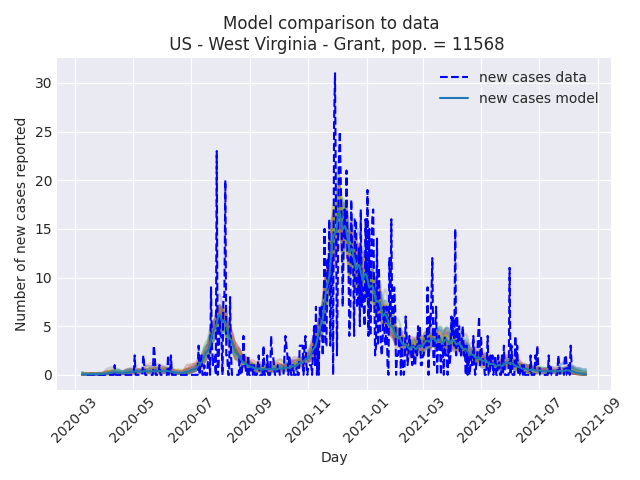 Model comparison to data
US - West Virginia - Grant, pop. = 11568
new cases data
new cases model
Number of new cases reported
30
25
20
15
10
5
0
2020-03
2020-05
2020-07
2020-09
2020-11
2021-01
2021-03
2021-05
2021-07
2021-09
Day